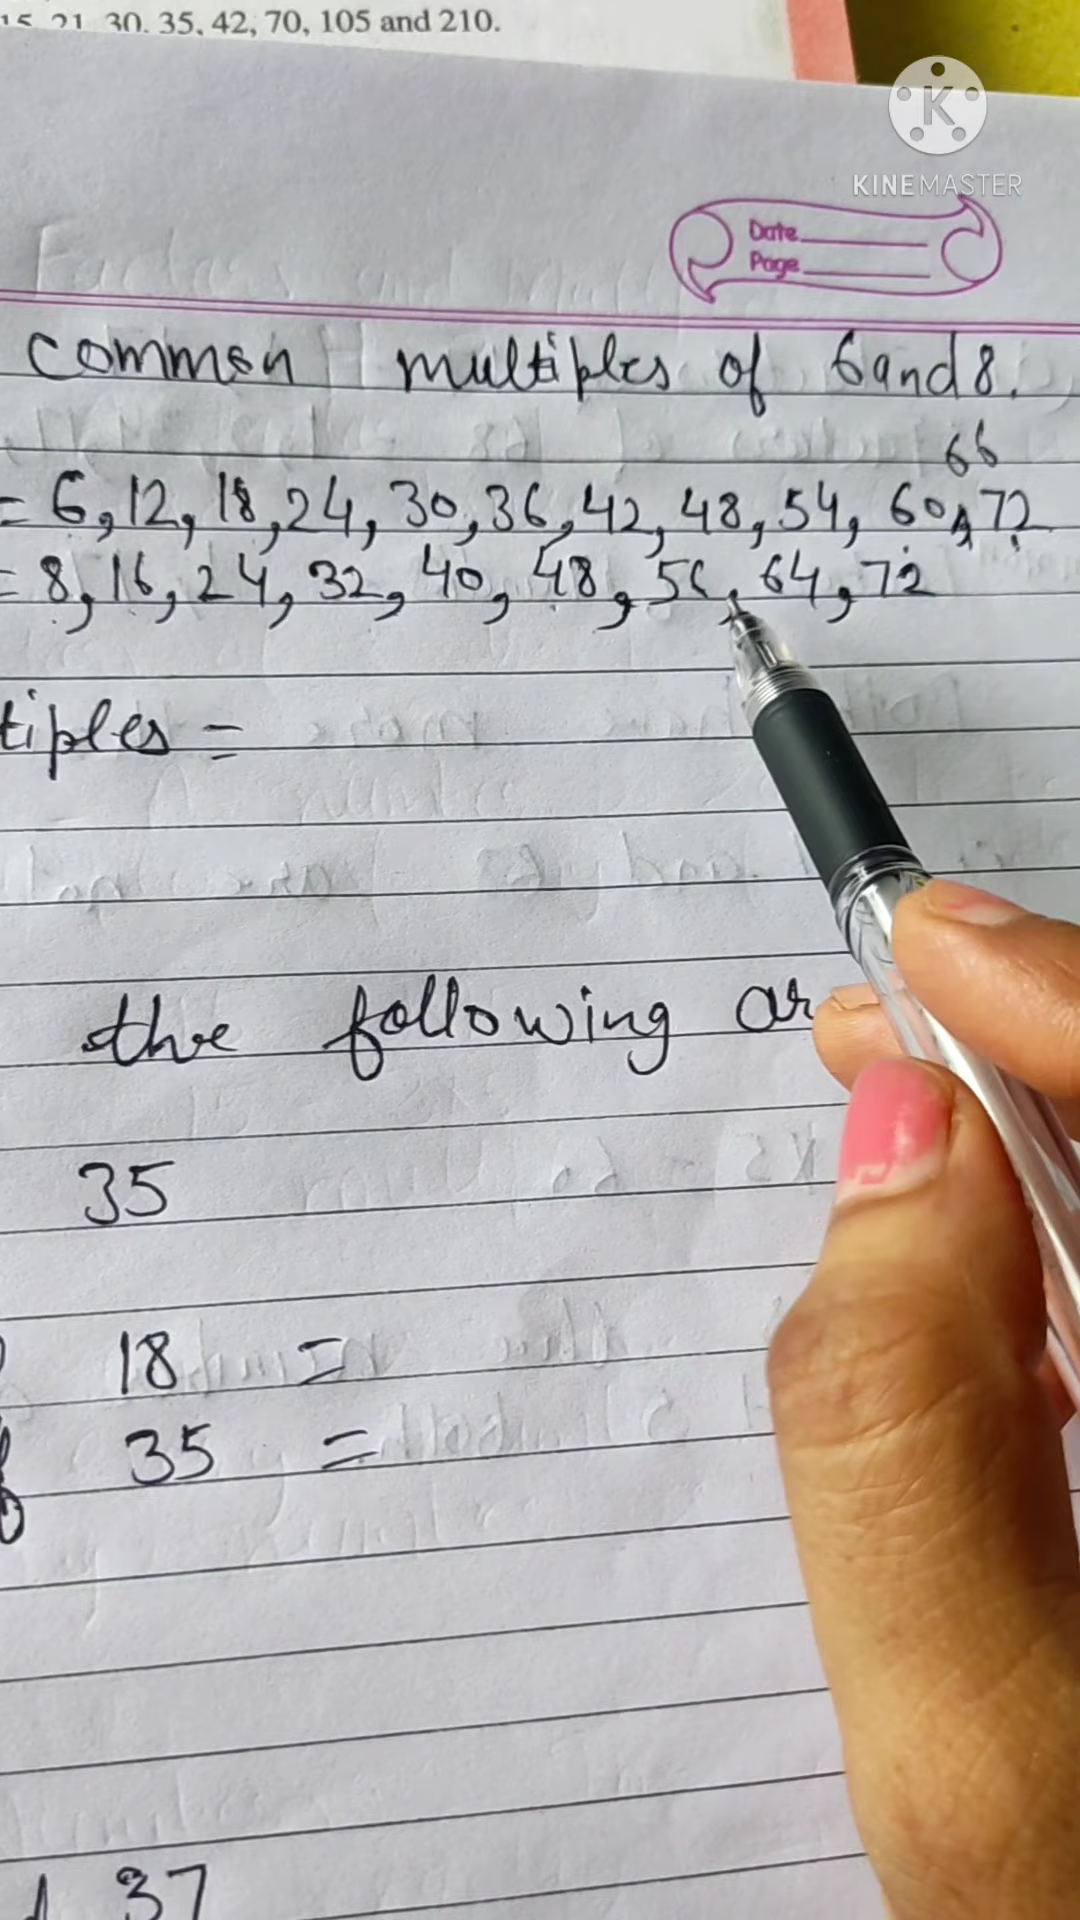 15, 21, 30, 35, 42, 70, 105 and 210.
KINEMASTER
Date
Page
Common multiples of 6 and 8.
66
= 6, 12, 18, 24, 30, 36, 42, 48, 54, 60, 72
= 8, 16, 24, 32, 40, 48, 56, 64, 72
tiples =
the following ar
35
18 =
35 =
37